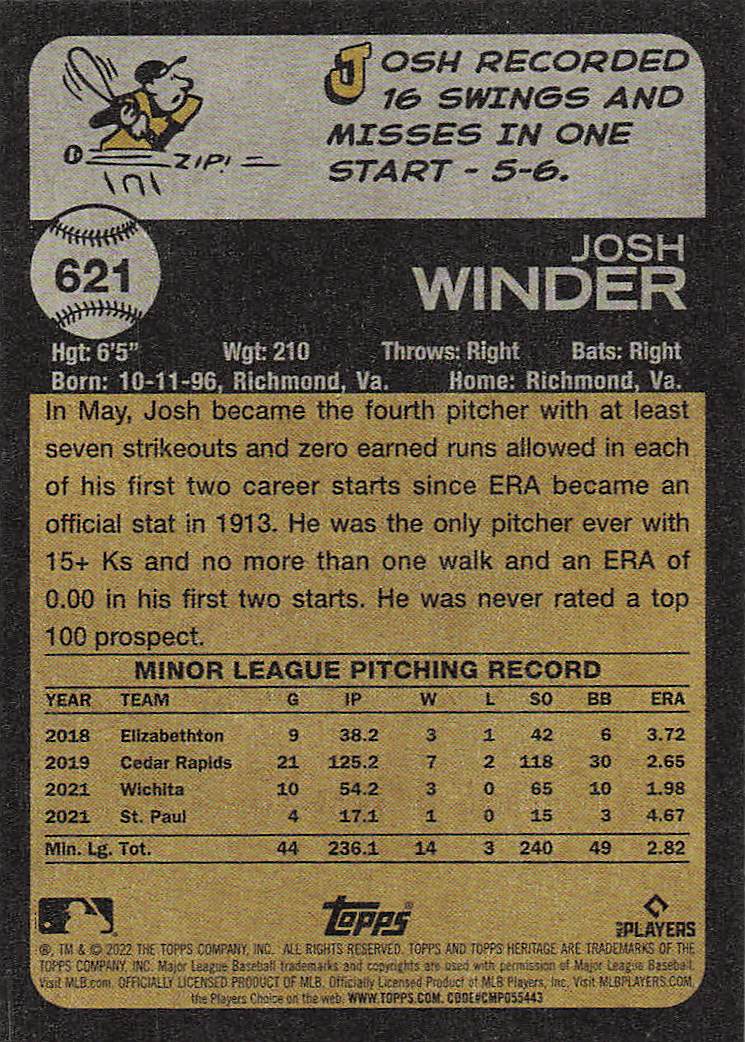 JOSH RECORDED
16 SWINGS AND
MISSES IN ONE
START - 5-6.
ZIP!
621
JOSH
WINDER
Hgt: 6'5" Wgt: 210 Throws: Right Bats: Right
Born: 10-11-96, Richmond, Va. Home: Richmond, Va.
In May, Josh became the fourth pitcher with at least
seven strikeouts and zero earned runs allowed in each
of his first two career starts since ERA became an
official stat in 1913. He was the only pitcher ever with
15+ Ks and no more than one walk and an ERA of
0.00 in his first two starts. He was never rated a top
100 prospect.
MINOR LEAGUE PITCHING RECORD
YEAR TEAM G IP W L SO BB ERA
2018 Elizabethton 9 38.2 3 1 42 6 3.72
2019 Cedar Rapids 21 125.2 7 2 118 30 2.65
2021 Wichita 10 54.2 3 0 65 10 1.98
2021 St. Paul 4 17.1 1 0 15 3 4.67
Min. Lg. Tot. 44 236.1 14 3 240 49 2.82
Topps®
MLB PLAYERS
®, TM & © 2022 THE TOPPS COMPANY, INC. ALL RIGHTS RESERVED. TOPPS AND TOPPS HERITAGE ARE TRADEMARKS OF THE
TOPPS COMPANY, INC. Major League Baseball trademarks and copyrights are used with permission of Major League Baseball.
Visit MLB.com. OFFICIALLY LICENSED PRODUCT OF MLB. Officially Licensed Product of MLB Players, Inc. Visit MLBPLAYERS.COM,
the Players Choice on the web. WWW.TOPPS.COM. CODE#CMP055443